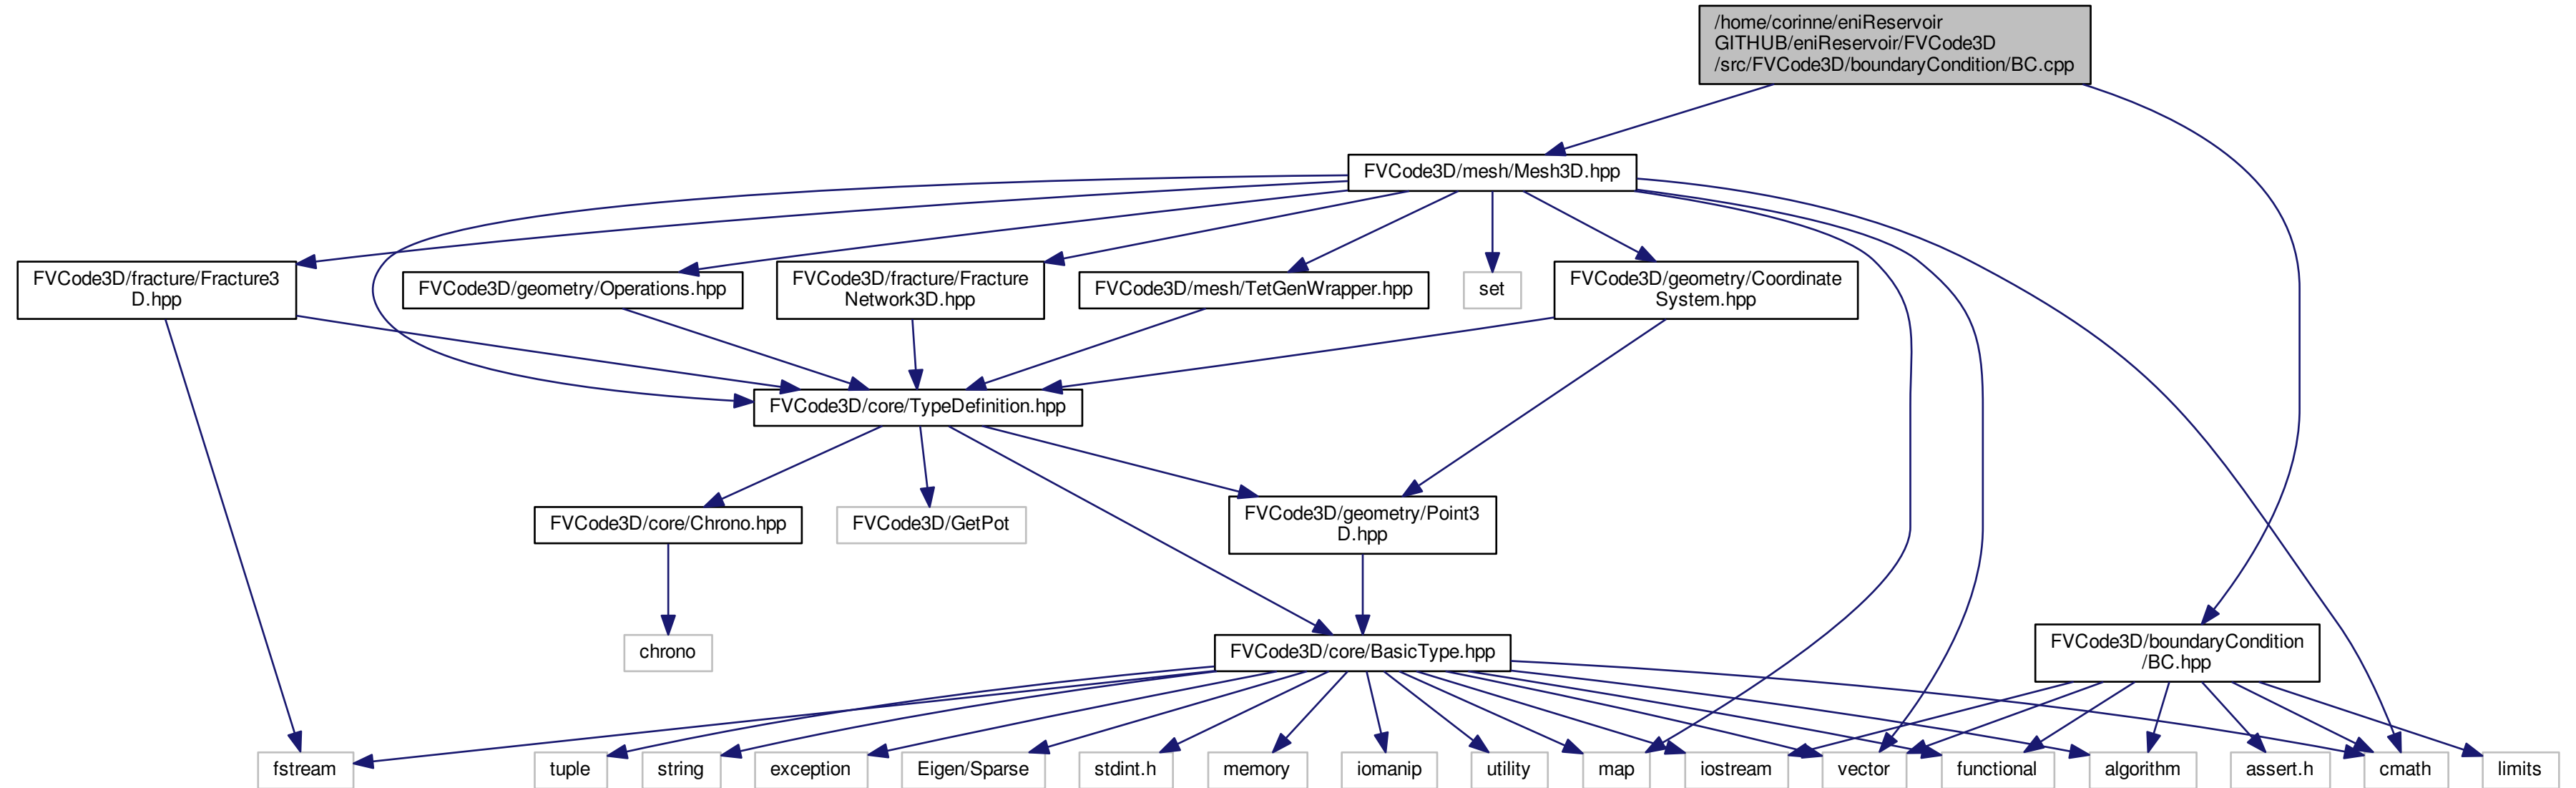 /home/corinne/eniReservoir
GITHUB/eniReservoir/FVCode3D
/src/FVCode3D/boundaryCondition/BC.cpp
FVCode3D/mesh/Mesh3D.hpp
FVCode3D/fracture/Fracture3
D.hpp
FVCode3D/geometry/Operations.hpp
FVCode3D/fracture/Fracture
Network3D.hpp
FVCode3D/mesh/TetGenWrapper.hpp
set
FVCode3D/geometry/Coordinate
System.hpp
FVCode3D/core/TypeDefinition.hpp
FVCode3D/core/Chrono.hpp
FVCode3D/GetPot
FVCode3D/geometry/Point3
D.hpp
chrono
FVCode3D/core/BasicType.hpp
FVCode3D/boundaryCondition
/BC.hpp
fstream
tuple
string
exception
Eigen/Sparse
stdint.h
memory
iomanip
utility
map
iostream
vector
functional
algorithm
assert.h
cmath
limits